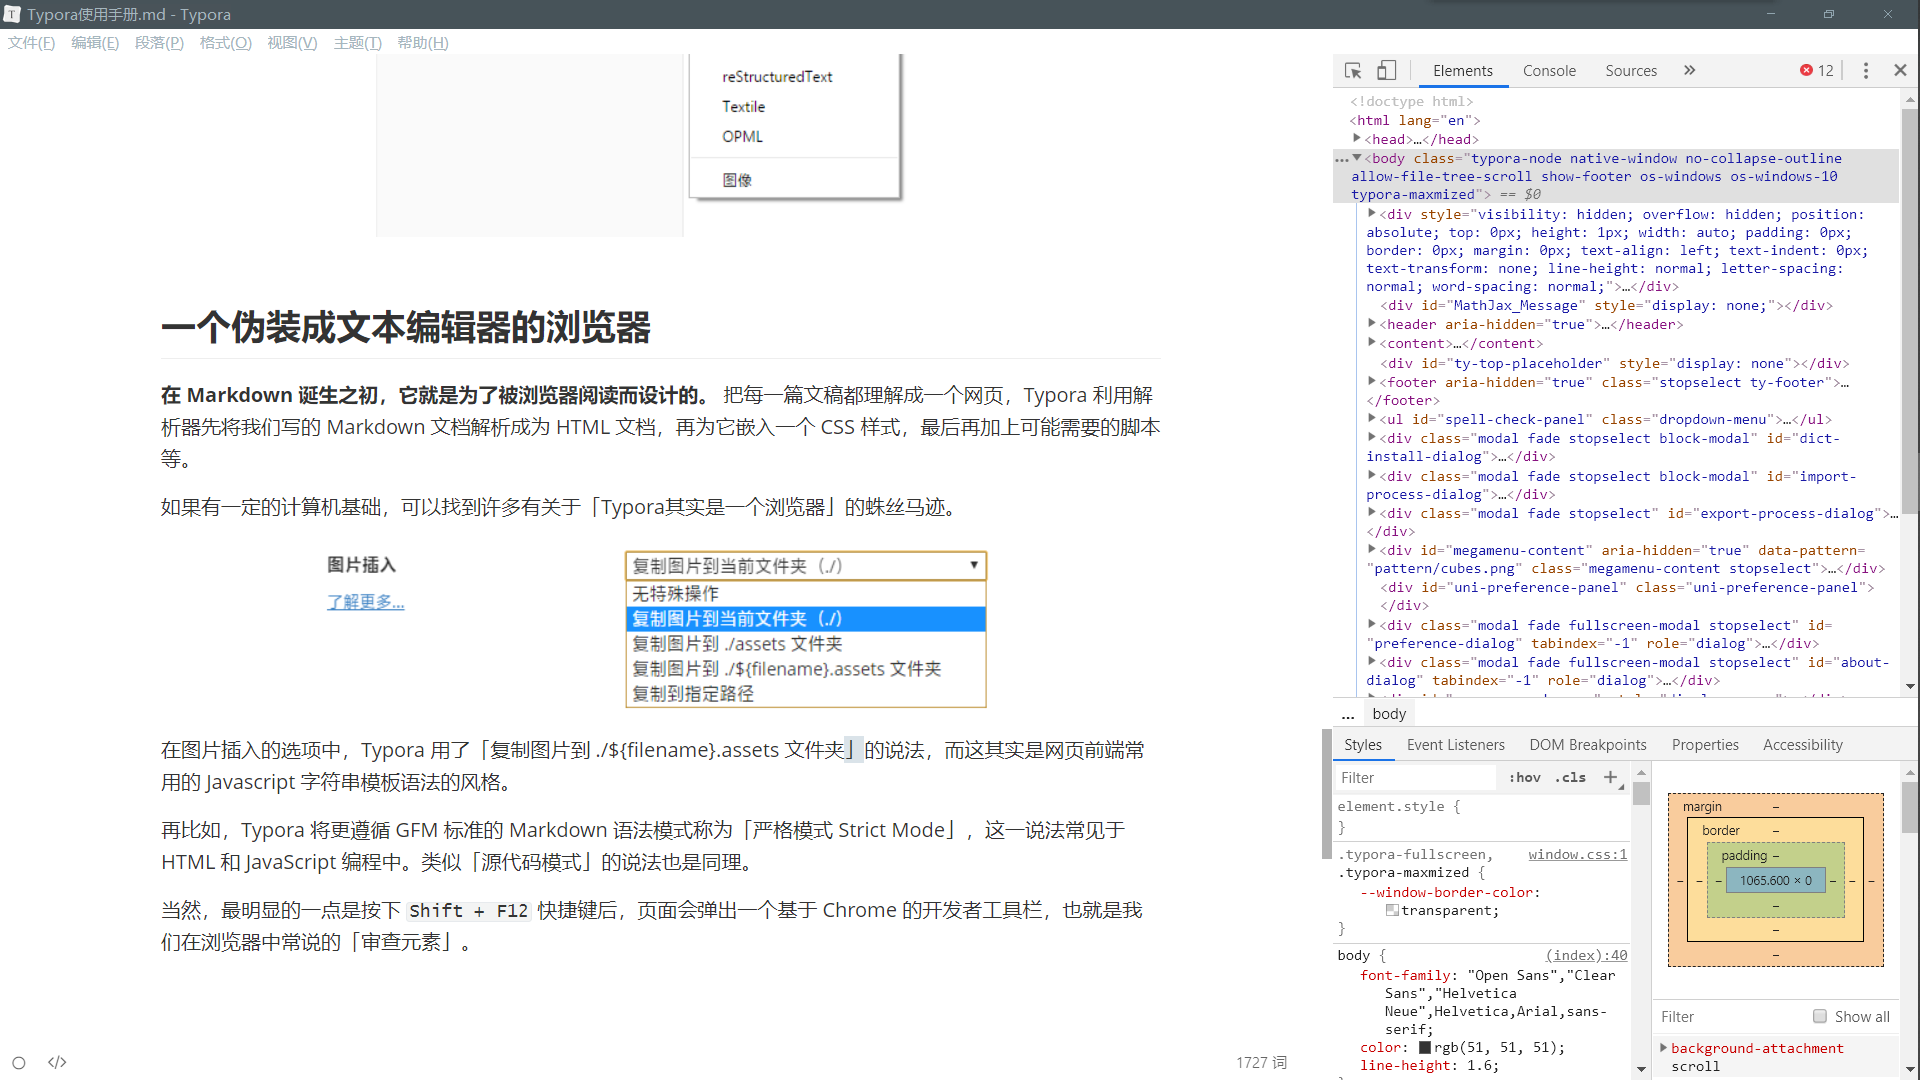 Typora使用手册.md - Typora
文件(F) 编辑(E) 段落(P) 格式(O) 视图(V) 主题(T) 帮助(H)
reStructuredText
Textile
OPML
图像
一个伪装成文本编辑器的浏览器
在 Markdown 诞生之初，它就是为了被浏览器阅读而设计的。 把每一篇文稿都理解成一个网页，Typora 利用解
析器先将我们写的 Markdown 文档解析成为 HTML 文档，再为它嵌入一个 CSS 样式，最后再加上可能需要的脚本
等。
如果有一定的计算机基础，可以找到许多有关于「Typora其实是一个浏览器」的蛛丝马迹。
图片插入
了解更多...
复制图片到当前文件夹（./）
无特殊操作
复制图片到当前文件夹（./）
复制图片到 ./assets 文件夹
复制图片到 ./${filename}.assets 文件夹
复制到指定路径
在图片插入的选项中，Typora 用了「复制图片到 ./${filename}.assets 文件夹」的说法，而这其实是网页前端常
用的 Javascript 字符串模板语法的风格。
再比如，Typora 将更遵循 GFM 标准的 Markdown 语法模式称为「严格模式 Strict Mode」，这一说法常见于
HTML 和 JavaScript 编程中。类似「源代码模式」的说法也是同理。
当然，最明显的一点是按下 Shift + F12 快捷键后，页面会弹出一个基于 Chrome 的开发者工具栏，也就是我
们在浏览器中常说的「审查元素」。
1727 词
Elements Console Sources » 12
<!doctype html>
<html lang="en">
<head>…</head>
…<body class="typora-node native-window no-collapse-outline
allow-file-tree-scroll show-footer os-windows os-windows-10
typora-maxmized"> == $0
<div style="visibility: hidden; overflow: hidden; position:
absolute; top: 0px; height: 1px; width: auto; padding: 0px;
border: 0px; margin: 0px; text-align: left; text-indent: 0px;
text-transform: none; line-height: normal; letter-spacing:
normal; word-spacing: normal;">…</div>
<div id="MathJax_Message" style="display: none;"></div>
<header aria-hidden="true">…</header>
<content>…</content>
<div id="ty-top-placeholder" style="display: none"></div>
<footer aria-hidden="true" class="stopselect ty-footer">…
</footer>
<ul id="spell-check-panel" class="dropdown-menu">…</ul>
<div class="modal fade stopselect block-modal" id="dict-
install-dialog">…</div>
<div class="modal fade stopselect block-modal" id="import-
process-dialog">…</div>
<div class="modal fade stopselect" id="export-process-dialog">…
</div>
<div id="megamenu-content" aria-hidden="true" data-pattern=
"pattern/cubes.png" class="megamenu-content stopselect">…</div>
<div id="uni-preference-panel" class="uni-preference-panel">
</div>
<div class="modal fade fullscreen-modal stopselect" id=
"preference-dialog" tabindex="-1" role="dialog">…</div>
<div class="modal fade fullscreen-modal stopselect" id="about-
dialog" tabindex="-1" role="dialog">…</div>
... body
Styles Event Listeners DOM Breakpoints Properties Accessibility
Filter :hov .cls +
element.style {
}
.typora-fullscreen, window.css:1
.typora-maxmized {
--window-border-color:
transparent;
}
body { (index):40
font-family: "Open Sans","Clear
Sans","Helvetica
Neue",Helvetica,Arial,sans-
serif;
color: rgb(51, 51, 51);
line-height: 1.6;
margin –
border –
padding –
– – – 1065.600 × 0 – – –
–
–
–
Filter Show all
background-attachment
scroll